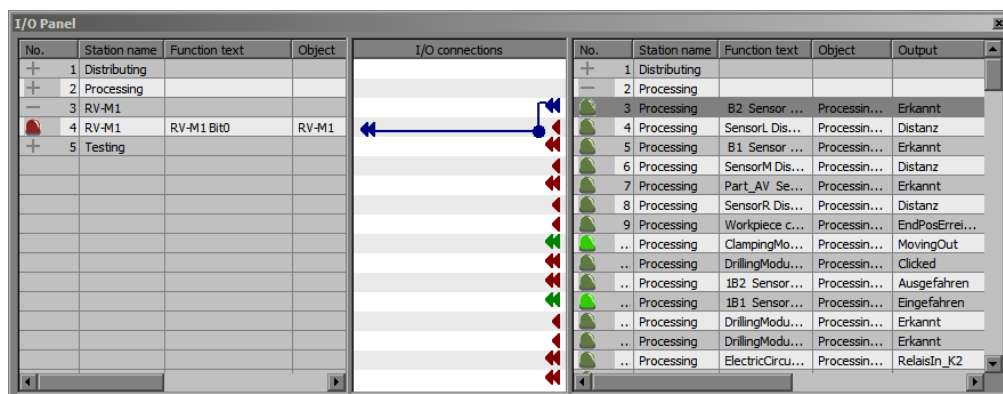 I/O Panel
No. Station name Function text Object I/O connections No. Station name Function text Object Output
1 Distributing 1 Distributing
2 Processing 2 Processing
3 RV-M1 3 Processing B2 Sensor ... Processin... Erkannt
4 RV-M1 RV-M1 Bit0 RV-M1 4 Processing SensorL Dis... Processin... Distanz
5 Testing 5 Processing B1 Sensor ... Processin... Erkannt
6 Processing SensorM Dis... Processin... Distanz
7 Processing Part_AV Se... Processin... Erkannt
8 Processing SensorR Dis... Processin... Distanz
9 Processing Workpiece c... Processin... EndPosErrei...
.. Processing ClampingMo... Processin... MovingOut
.. Processing DrillingModu... Processin... Clicked
.. Processing 1B2 Sensor... Processin... Ausgefahren
.. Processing 1B1 Sensor... Processin... Eingefahren
.. Processing DrillingModu... Processin... Erkannt
.. Processing DrillingModu... Processin... Erkannt
.. Processing ElectricCircu... Processin... RelaisIn_K2